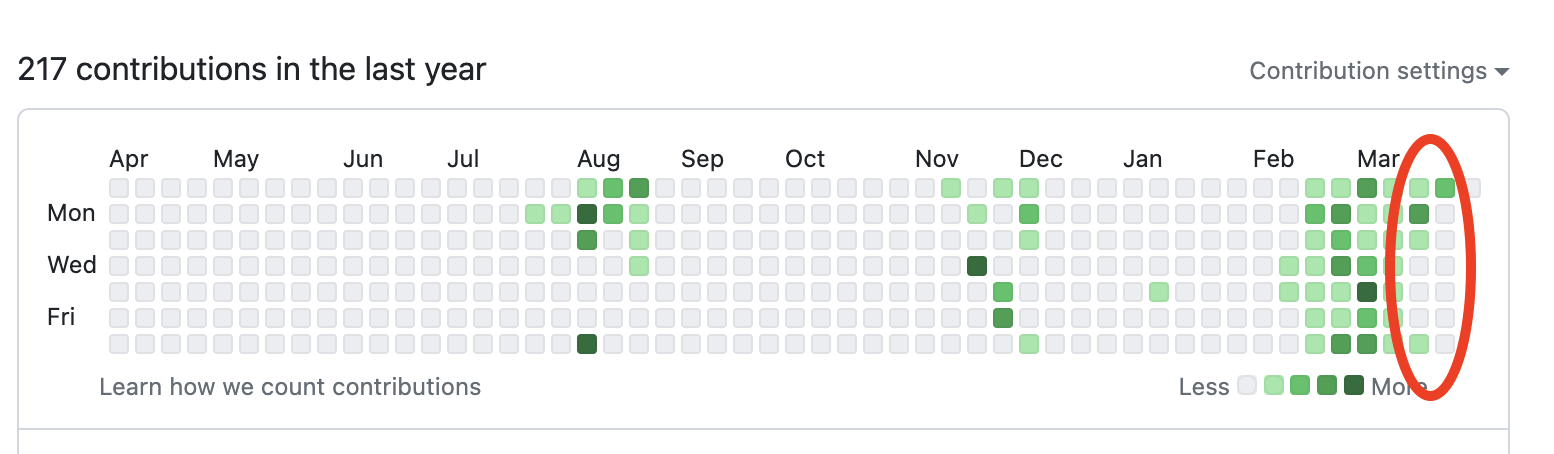 217 contributions in the last year
Contribution settings
Apr May Jun Jul Aug Sep Oct Nov Dec Jan Feb Mar
Mon
Wed
Fri
Learn how we count contributions
Less More